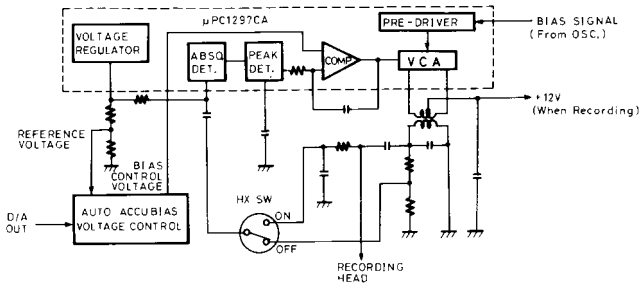 μPC1297CA
PRE-DRIVER
BIAS SIGNAL
(From OSC.)
VOLTAGE
REGULATOR
ABSO.
DET.
PEAK
DET.
COMP
VCA
+12V
(When Recording)
REFERENCE
VOLTAGE
BIAS
CONTROL
VOLTAGE
HX SW
ON
OFF
D/A
OUT
AUTO ACCUBIAS
VOLTAGE CONTROL
RECORDING
HEAD